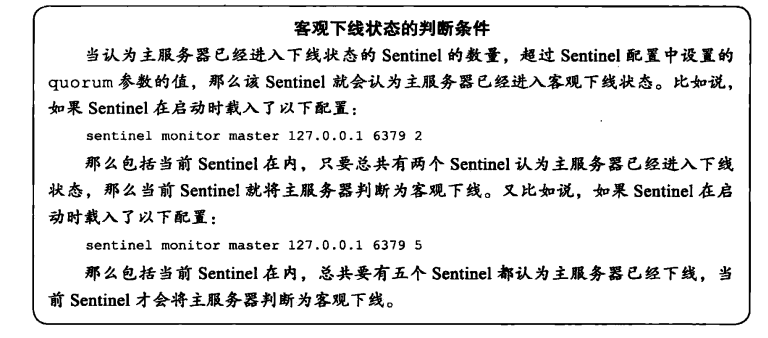 客观下线状态的判断条件
当认为主服务器已经进入下线状态的 Sentinel 的数量，超过 Sentinel 配置中设置的
quorum 参数的值，那么该 Sentinel 就会认为主服务器已经进入客观下线状态。比如说，
如果 Sentinel 在启动时载入了以下配置：
sentinel monitor master 127.0.0.1 6379 2
那么包括当前 Sentinel 在内，只要总共有两个 Sentinel 认为主服务器已经进入下线
状态，那么当前 Sentinel 就将主服务器判断为客观下线。又比如说，如果 Sentinel 在启
动时载入了以下配置：
sentinel monitor master 127.0.0.1 6379 5
那么包括当前 Sentinel 在内，总共要有五个 Sentinel 都认为主服务器已经下线，当
前 Sentinel 才会将主服务器判断为客观下线。